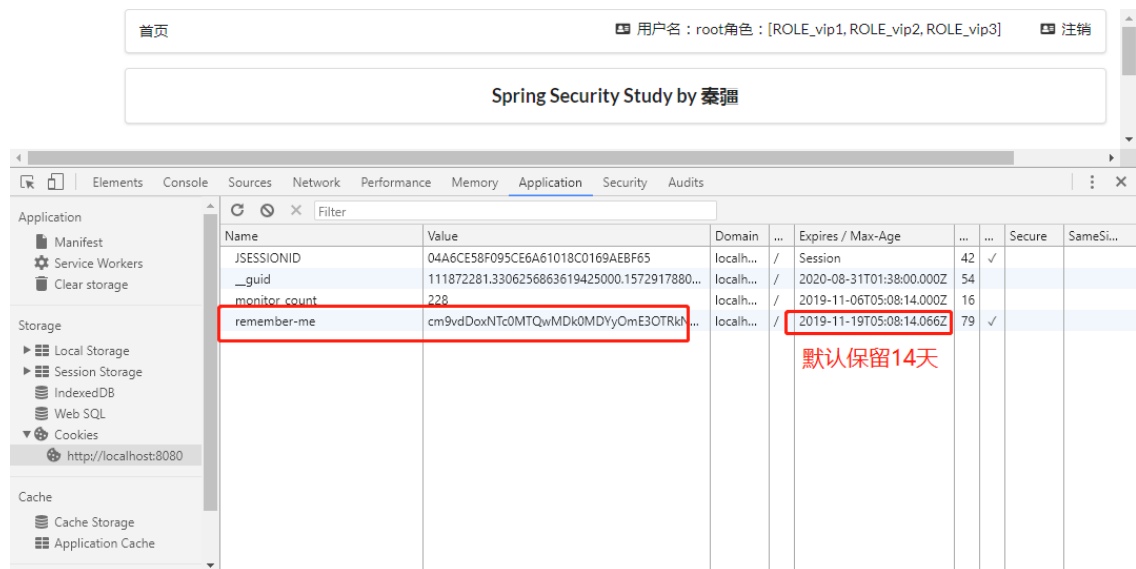 首页 用户名：root角色：[ROLE_vip1, ROLE_vip2, ROLE_vip3] 注销
Spring Security Study by 秦疆
Elements Console Sources Network Performance Memory Application Security Audits
Application
Manifest
Service Workers
Clear storage
Storage
Local Storage
Session Storage
IndexedDB
Web SQL
Cookies
http://localhost:8080
Cache
Cache Storage
Application Cache
Filter
Name Value Domain ... Expires / Max-Age ... ... Secure SameSi...
JSESSIONID 04A6CE58F095CE6A61018C0169AEBF65 localh... / Session 42 ✓
__guid 111872281.3306256863619425000.1572917880... localh... / 2020-08-31T01:38:00.000Z 54
monitor_count 228 localh... / 2019-11-06T05:08:14.000Z 16
remember-me cm9vdDoxNTc0MTQwMDk0MDYyOmE3OTRkN... localh... / 2019-11-19T05:08:14.066Z 79 ✓
默认保留14天